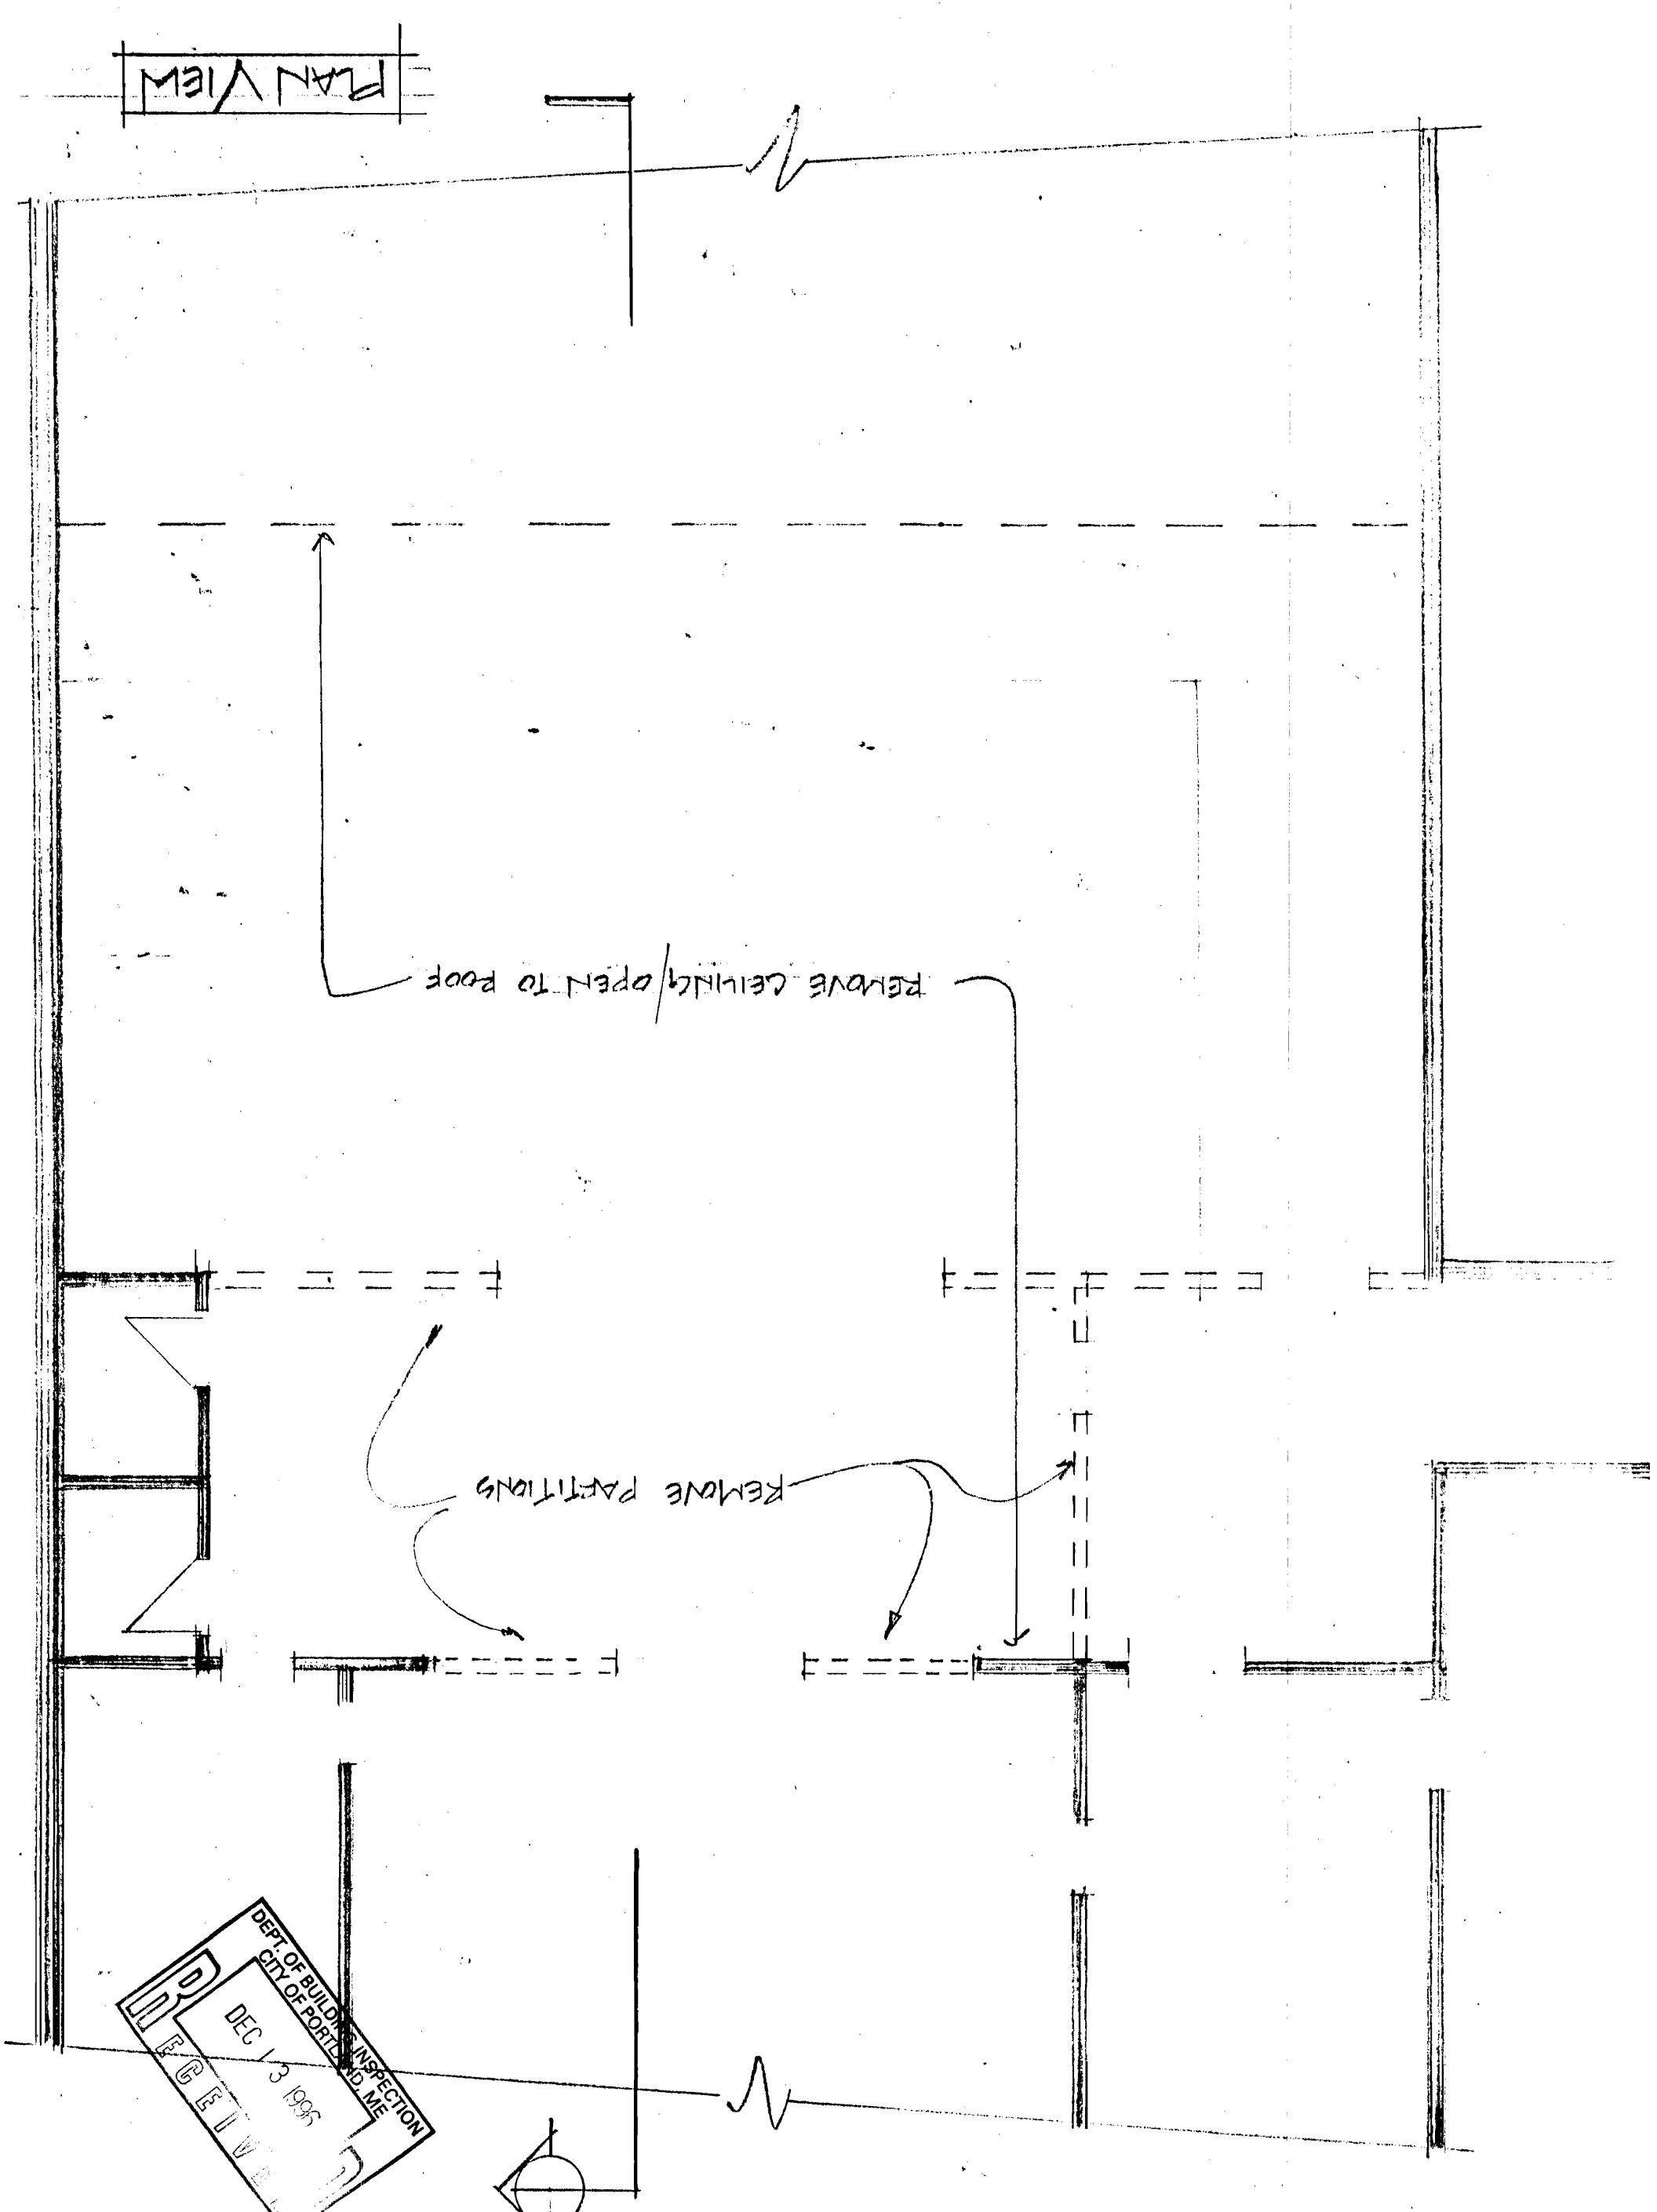 PLAN VIEW
REMOVE CEILING/OPEN TO ROOF
REMOVE PARTITIONS
DEPT. OF BUILDING INSPECTION
CITY OF PORTLAND, ME
DEC 13 1996
RECEIVED